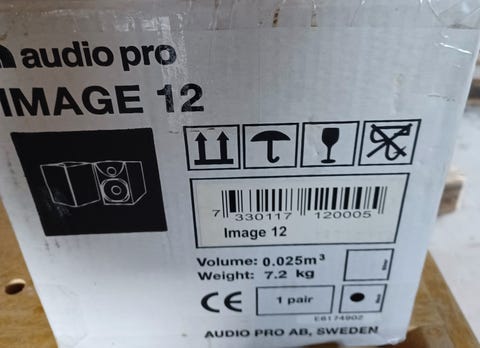 audio pro
IMAGE 12
7 330117 120005
Image 12
Volume: 0.025m³
Weight: 7.2 kg
CE 1 pair
E6174902
AUDIO PRO AB, SWEDEN